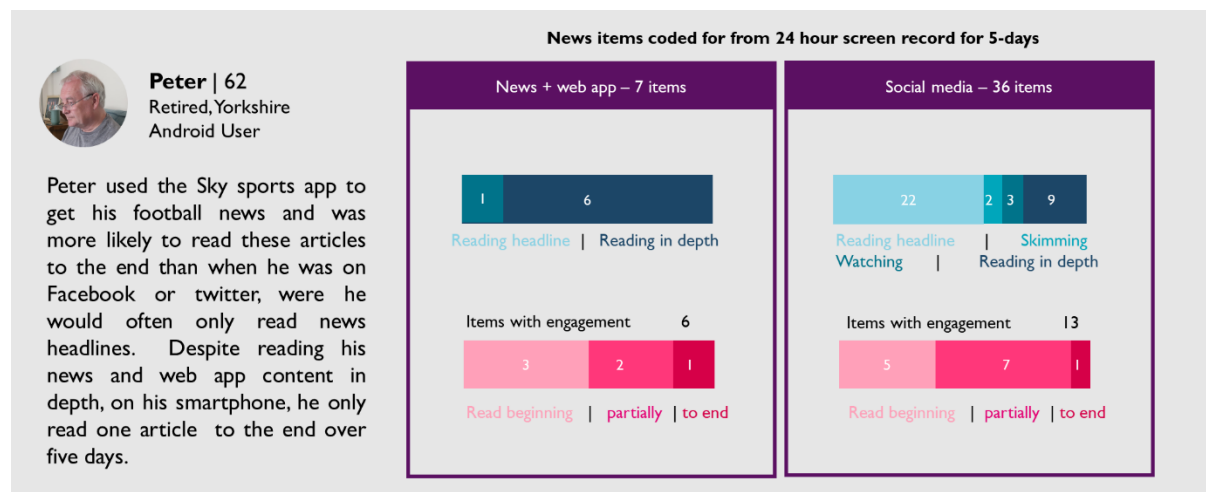 News items coded for from 24 hour screen record for 5-days
Peter | 62
Retired, Yorkshire
Android User
Peter used the Sky sports app to
get his football news and was
more likely to read these articles
to the end than when he was on
Facebook or twitter, were he
would often only read news
headlines. Despite reading his
news and web app content in
depth, on his smartphone, he only
read one article to the end over
five days.
News + web app – 7 items
1 6
Reading headline | Reading in depth
Items with engagement 6
3 2 1
Read beginning | partially | to end
Social media – 36 items
22 2 3 9
Reading headline | Skimming
Watching | Reading in depth
Items with engagement 13
5 7 1
Read beginning | partially | to end